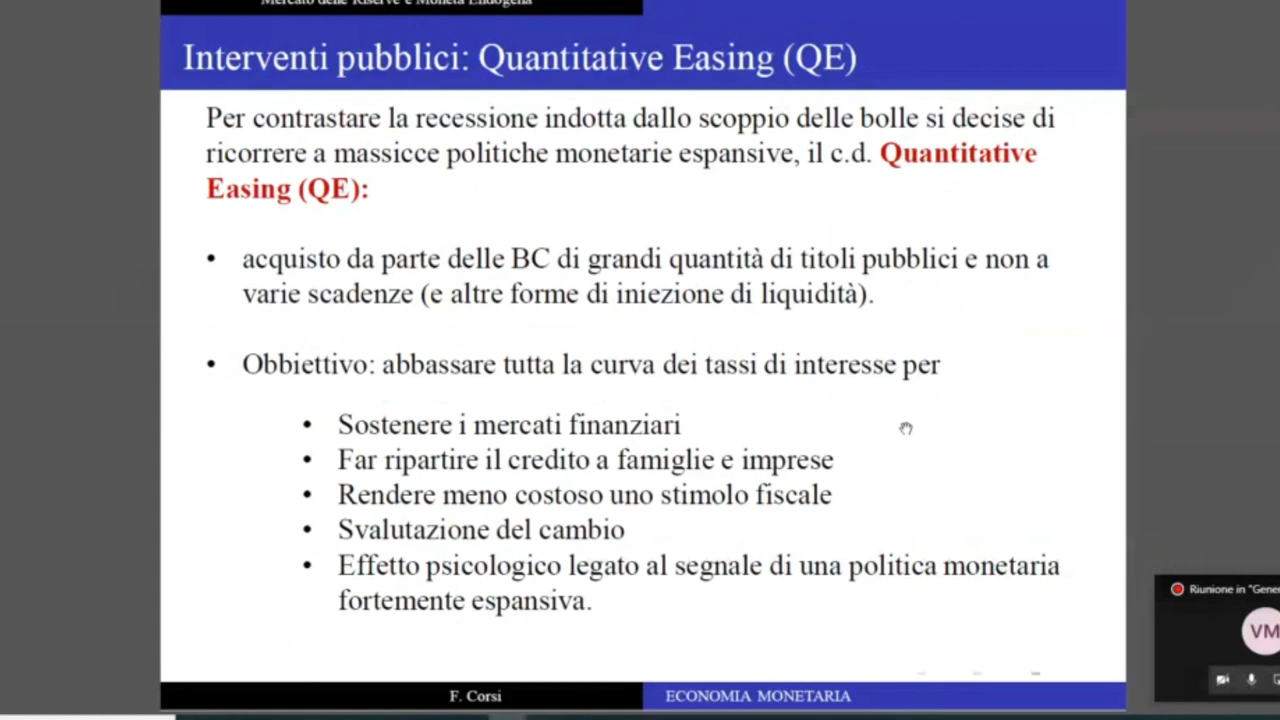 Mercato delle Riserve e Moneta Endogena
Interventi pubblici: Quantitative Easing (QE)
Per contrastare la recessione indotta dallo scoppio delle bolle si decise di
ricorrere a massicce politiche monetarie espansive, il c.d. Quantitative
Easing (QE):
• acquisto da parte delle BC di grandi quantità di titoli pubblici e non a
varie scadenze (e altre forme di iniezione di liquidità).
• Obbiettivo: abbassare tutta la curva dei tassi di interesse per
• Sostenere i mercati finanziari
• Far ripartire il credito a famiglie e imprese
• Rendere meno costoso uno stimolo fiscale
• Svalutazione del cambio
• Effetto psicologico legato al segnale di una politica monetaria
fortemente espansiva.
Riunione in "Gener
VM
F. Corsi
ECONOMIA MONETARIA